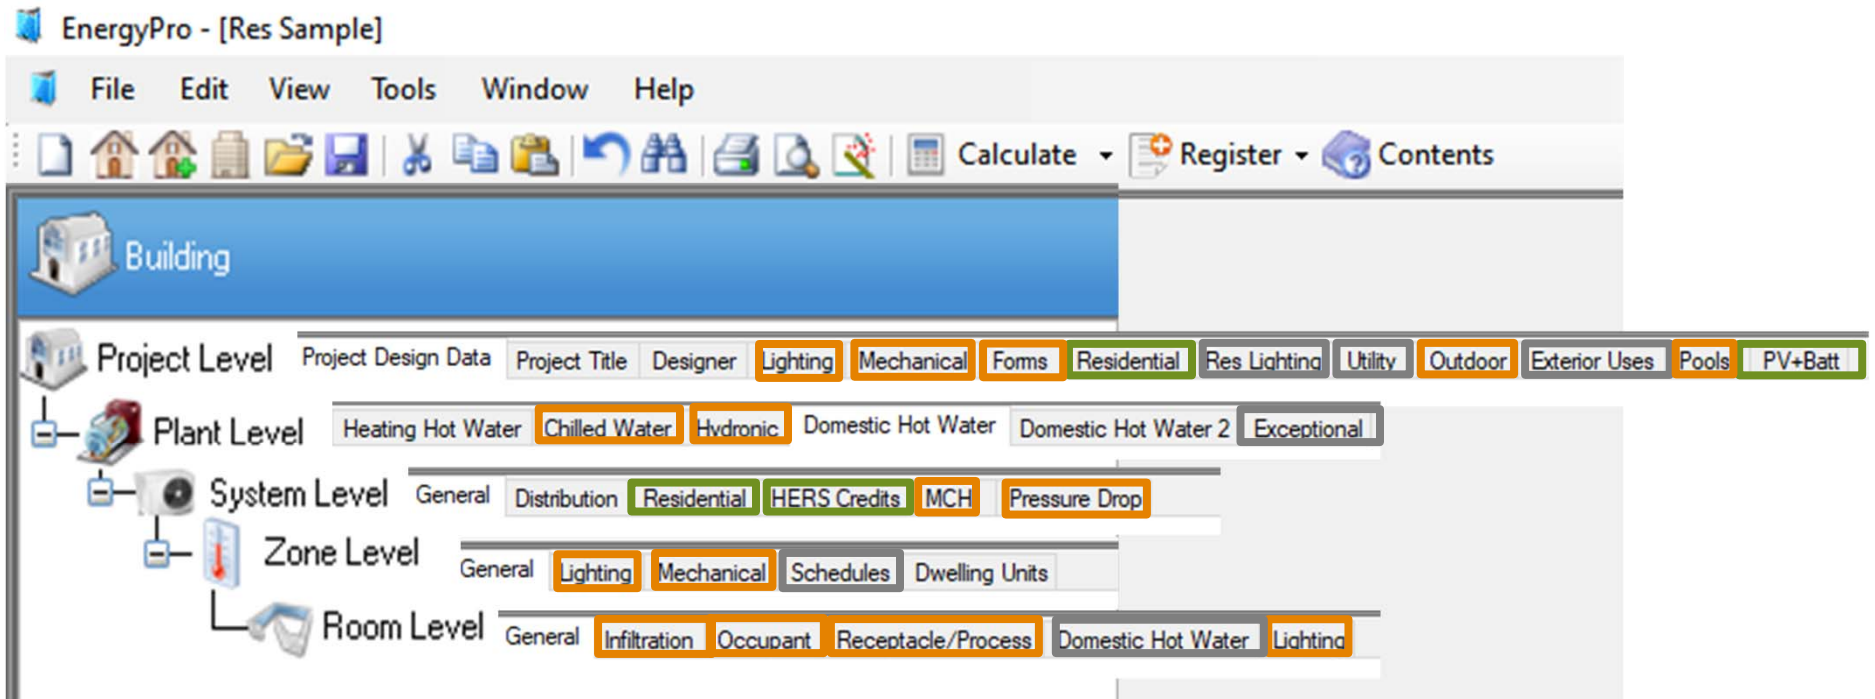 EnergyPro - [Res Sample]
File Edit View Tools Window Help
Calculate Register Contents
Building
Project Level Project Design Data Project Title Designer Lighting Mechanical Forms Residential Res Lighting Utility Outdoor Exterior Uses Pools PV+Batt
Plant Level Heating Hot Water Chilled Water Hydronic Domestic Hot Water Domestic Hot Water 2 Exceptional
System Level General Distribution Residential HERS Credits MCH Pressure Drop
Zone Level General Lighting Mechanical Schedules Dwelling Units
Room Level General Infiltration Occupant Receptacle/Process Domestic Hot Water Lighting